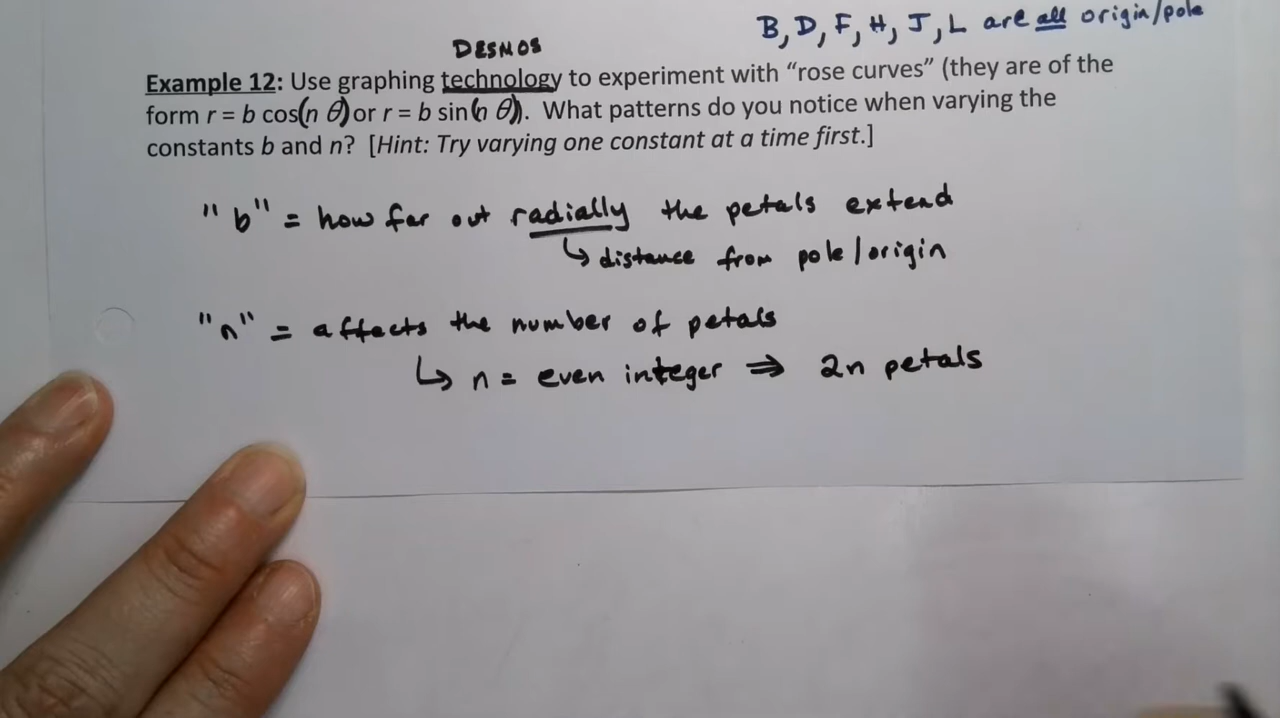 B, D, F, H, J, L are all origin/pole
DESMOS
Example 12: Use graphing technology to experiment with “rose curves” (they are of the
form r = b cos(n θ) or r = b sin(n θ). What patterns do you notice when varying the
constants b and n? [Hint: Try varying one constant at a time first.]
"b" = how far out radially the petals extend
↳ distance from pole/origin
"n" = affects the number of petals
↳ n = even integer ⇒ 2n petals